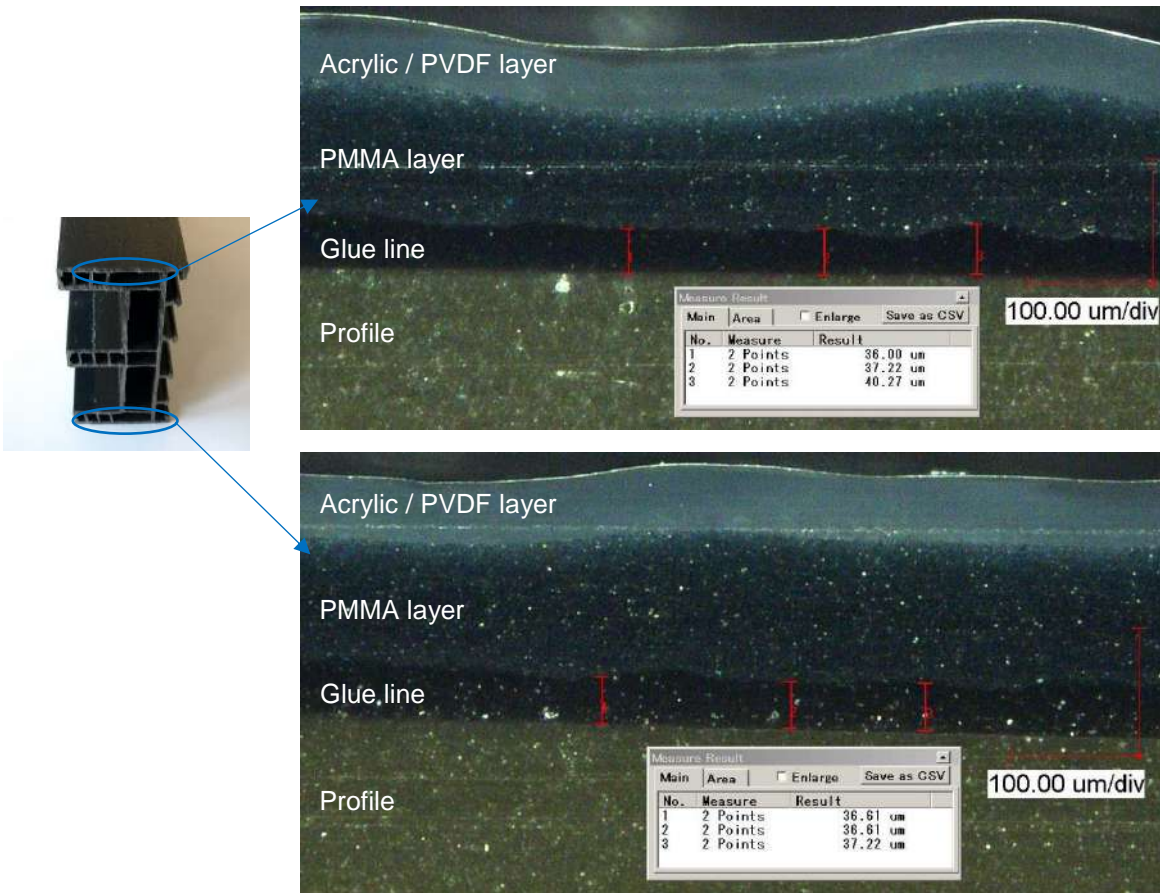 Acrylic / PVDF layer
PMMA layer
Glue line
Profile
100.00 um/div
Measure Result
Main Area Enlarge Save as CSV
No. Measure Result
1 2 Points 36.00 um
2 2 Points 37.22 um
3 2 Points 40.27 um
Acrylic / PVDF layer
PMMA layer
Glue line
Profile
100.00 um/div
Measure Result
Main Area Enlarge Save as CSV
No. Measure Result
1 2 Points 36.61 um
2 2 Points 36.61 um
3 2 Points 37.22 um